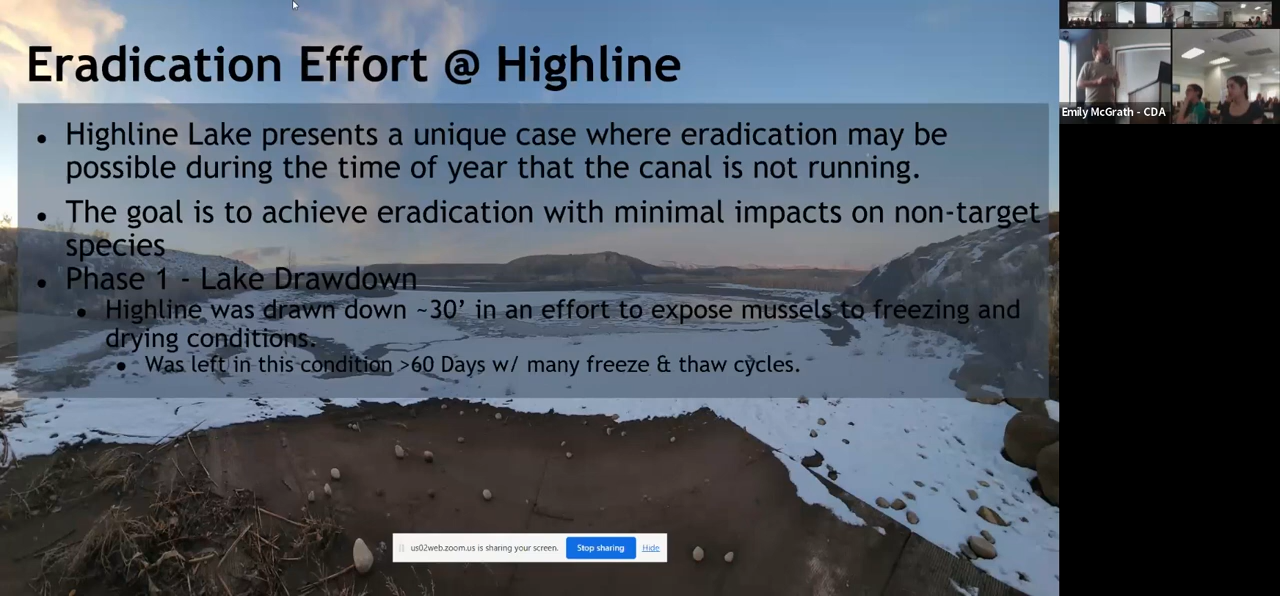 Eradication Effort @ Highline
• Highline Lake presents a unique case where eradication may be
possible during the time of year that the canal is not running.
• The goal is to achieve eradication with minimal impacts on non-target
species
• Phase 1 - Lake Drawdown
• Highline was drawn down ~30’ in an effort to expose mussels to freezing and
drying conditions.
• Was left in this condition >60 Days w/ many freeze & thaw cycles.
us02web.zoom.us is sharing your screen. Stop sharing Hide
Emily McGrath - CDA